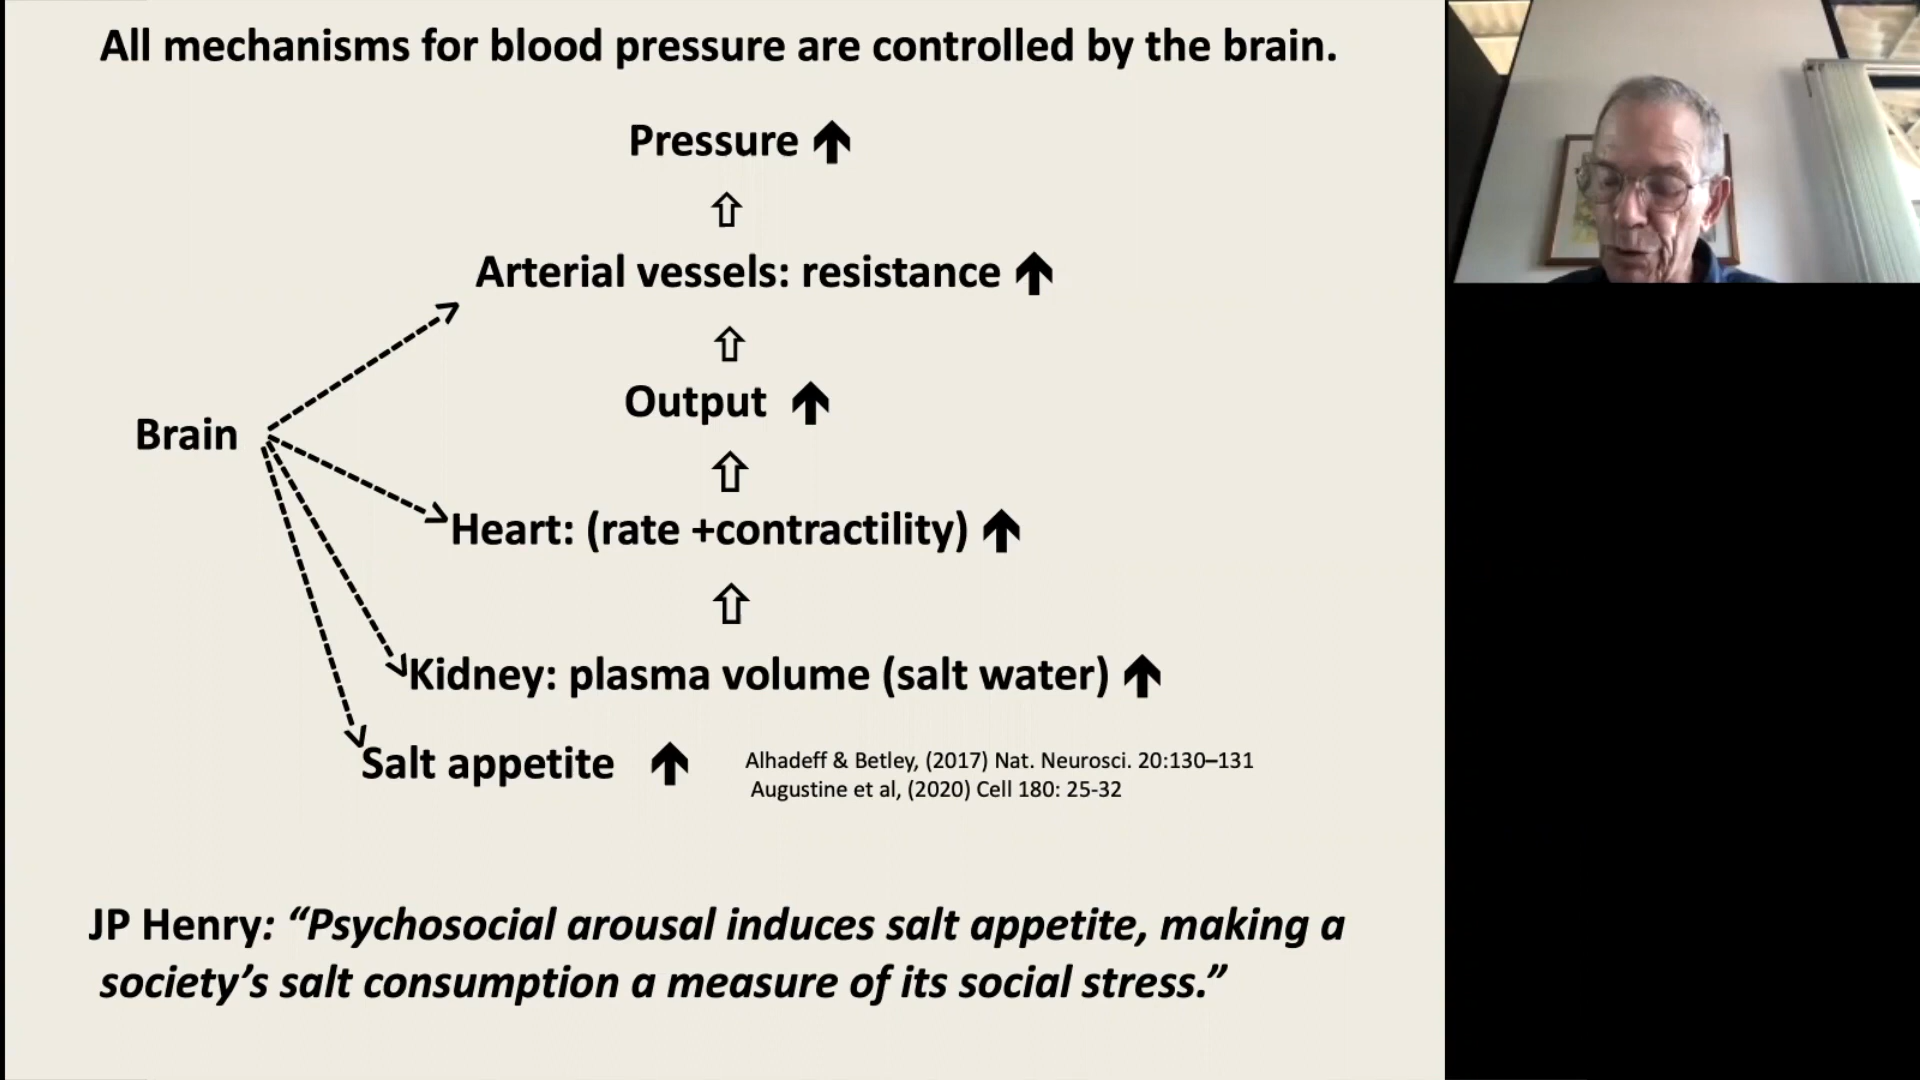 All mechanisms for blood pressure are controlled by the brain.
Pressure
Arterial vessels: resistance
Output
Brain
Heart: (rate +contractility)
Kidney: plasma volume (salt water)
Salt appetite
Alhadeff & Betley, (2017) Nat. Neurosci. 20:130–131
Augustine et al, (2020) Cell 180: 25-32
JP Henry: “Psychosocial arousal induces salt appetite, making a
society’s salt consumption a measure of its social stress.”